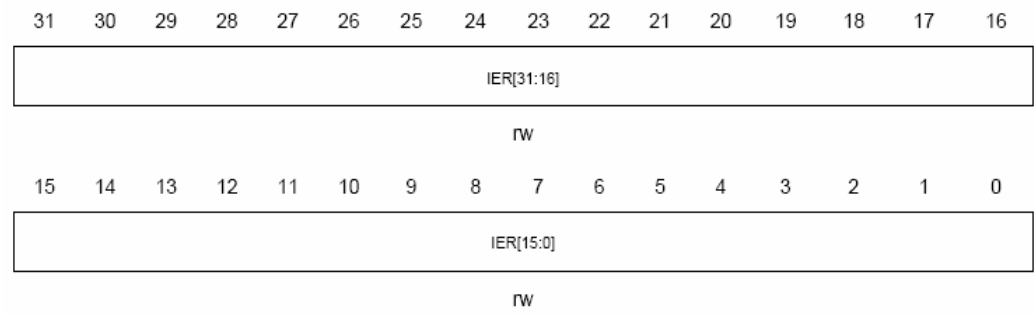 31 30 29 28 27 26 25 24 23 22 21 20 19 18 17 16
IER[31:16]
rw
15 14 13 12 11 10 9 8 7 6 5 4 3 2 1 0
IER[15:0]
rw